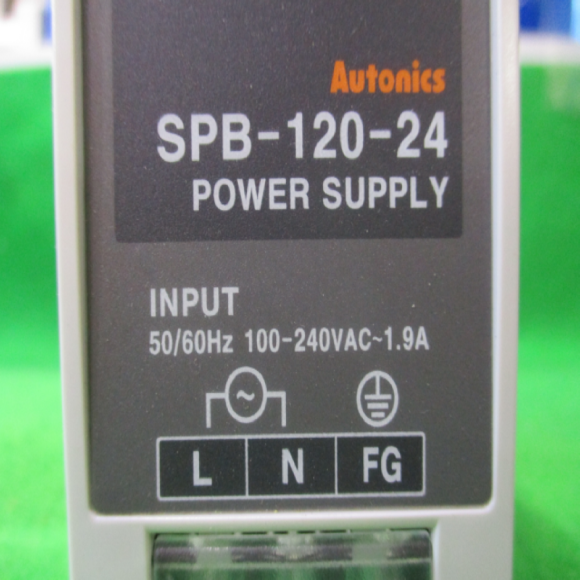 Autonics
SPB-120-24
POWER SUPPLY
INPUT
50/60Hz 100-240VAC~1.9A
L N FG